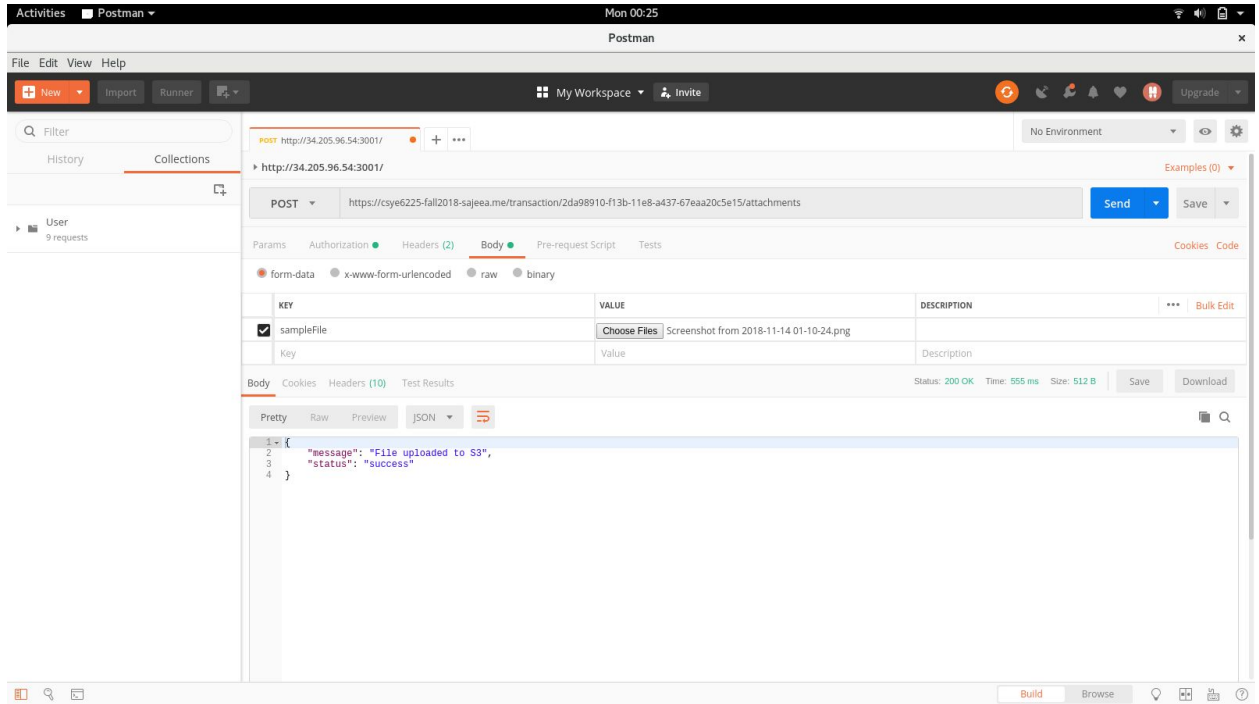 Activities Postman Mon 00:25
Postman ×
File Edit View Help
New Import Runner My Workspace Invite Upgrade
Filter
History Collections
User
9 requests
POST http://34.205.96.54:3001/ + ••• No Environment
http://34.205.96.54:3001/ Examples (0)
POST https://csye6225-fall2018-sajeea.me/transaction/2da98910-f13b-11e8-a437-67eaa20c5e15/attachments Send Save
Params Authorization Headers (2) Body Pre-request Script Tests Cookies Code
form-data x-www-form-urlencoded raw binary
KEY VALUE DESCRIPTION ••• Bulk Edit
sampleFile Choose Files Screenshot from 2018-11-14 01-10-24.png
Key Value Description
Body Cookies Headers (10) Test Results Status: 200 OK Time: 555 ms Size: 512 B Save Download
Pretty Raw Preview JSON
1 {
2 "message": "File uploaded to S3",
3 "status": "success"
4 }
Build Browse